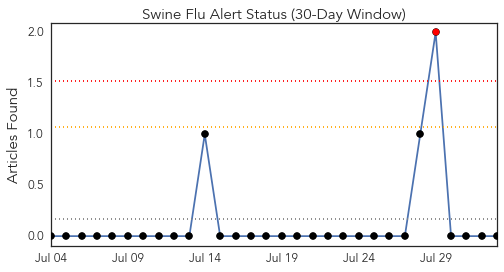 Swine Flu Alert Status (30-Day Window)
Articles Found
2.0
1.5
1.0
0.5
0.0
Jul 04
Jul 09
Jul 14
Jul 19
Jul 24
Jul 29